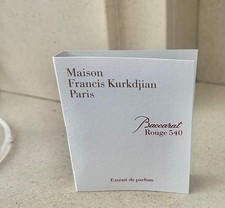 Maison
Francis Kurkdjian
Paris
Baccarat
Rouge 540
Extrait de parfum